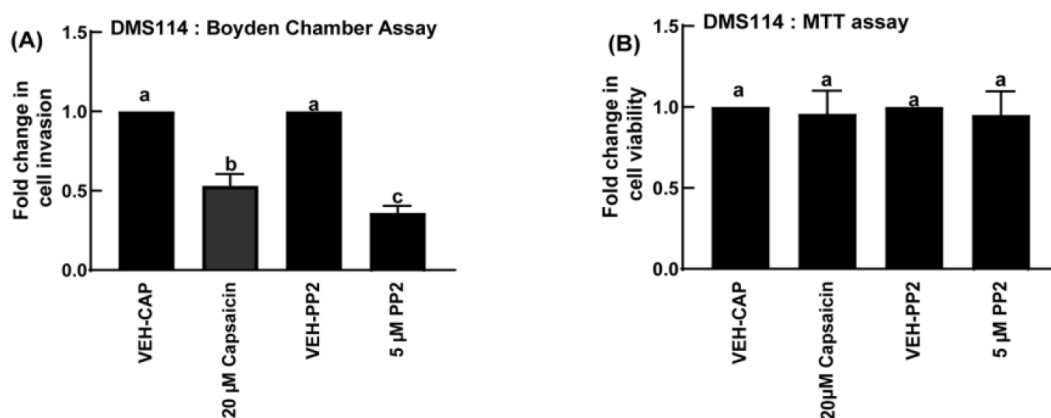 (A)
DMS114 : Boyden Chamber Assay
Fold change in
cell invasion
1.5
1.0
0.5
0.0
a
b
a
c
VEH-CAP
20 µM Capsaicin
VEH-PP2
5 µM PP2
(B)
DMS114 : MTT assay
Fold change in
cell viability
1.5
1.0
0.5
0.0
a
a
a
a
VEH-CAP
20µM Capsaicin
VEH-PP2
5 µM PP2